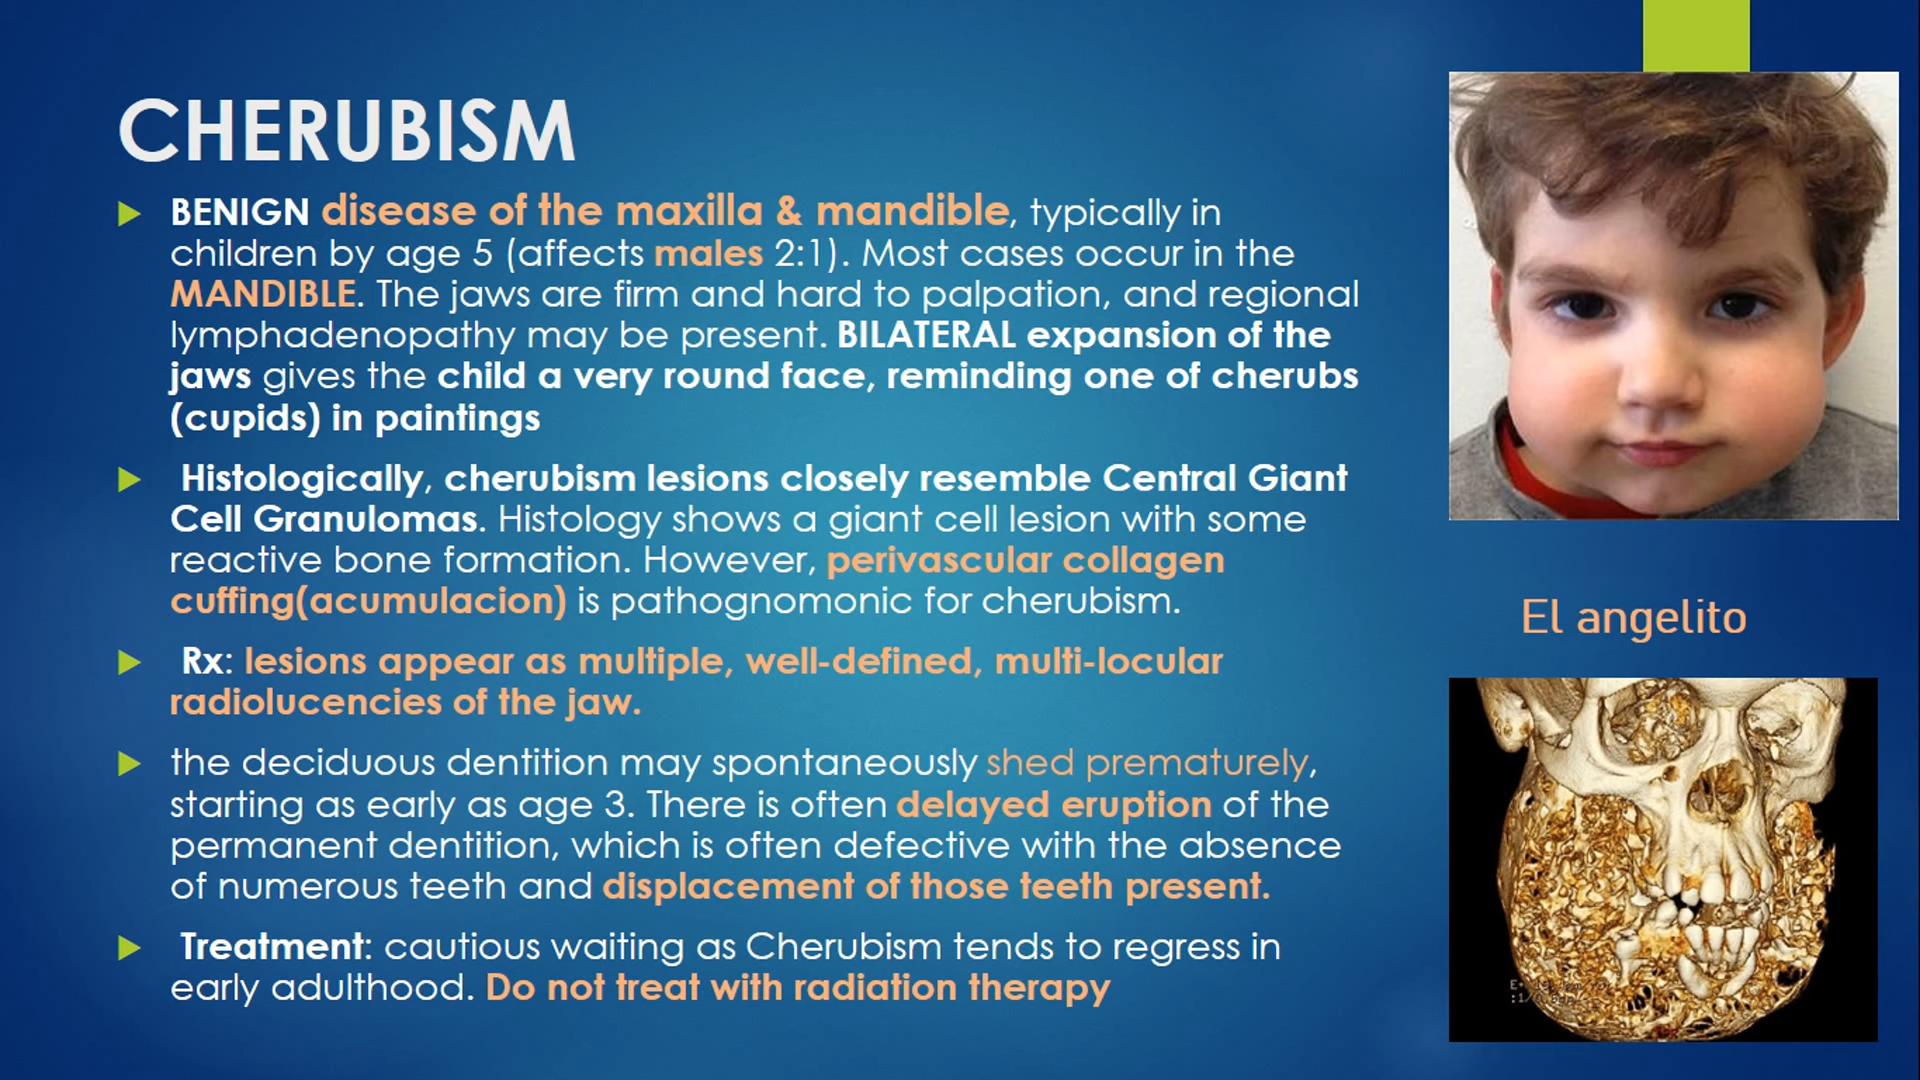 CHERUBISM
BENIGN disease of the maxilla & mandible, typically in
children by age 5 (affects males 2:1). Most cases occur in the
MANDIBLE. The jaws are firm and hard to palpation, and regional
lymphadenopathy may be present. BILATERAL expansion of the
jaws gives the child a very round face, reminding one of cherubs
(cupids) in paintings
Histologically, cherubism lesions closely resemble Central Giant
Cell Granulomas. Histology shows a giant cell lesion with some
reactive bone formation. However, perivascular collagen
cuffing(acumulacion) is pathognomonic for cherubism.
Rx: lesions appear as multiple, well-defined, multi-locular
radiolucencies of the jaw.
the deciduous dentition may spontaneously shed prematurely,
starting as early as age 3. There is often delayed eruption of the
permanent dentition, which is often defective with the absence
of numerous teeth and displacement of those teeth present.
Treatment: cautious waiting as Cherubism tends to regress in
early adulthood. Do not treat with radiation therapy
El angelito